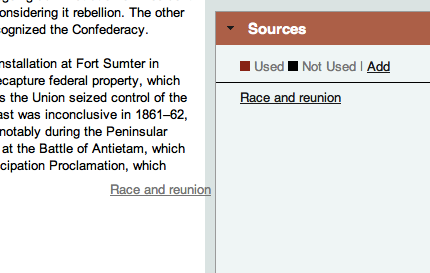 onsidering it rebellion. The other
cognized the Confederacy.
nstallation at Fort Sumter in
ecapture federal property, which
s the Union seized control of the
ast was inconclusive in 1861–62,
notably during the Peninsular
at the Battle of Antietam, which
cipation Proclamation, which
Race and reunion
Sources
Used Not Used | Add
Race and reunion